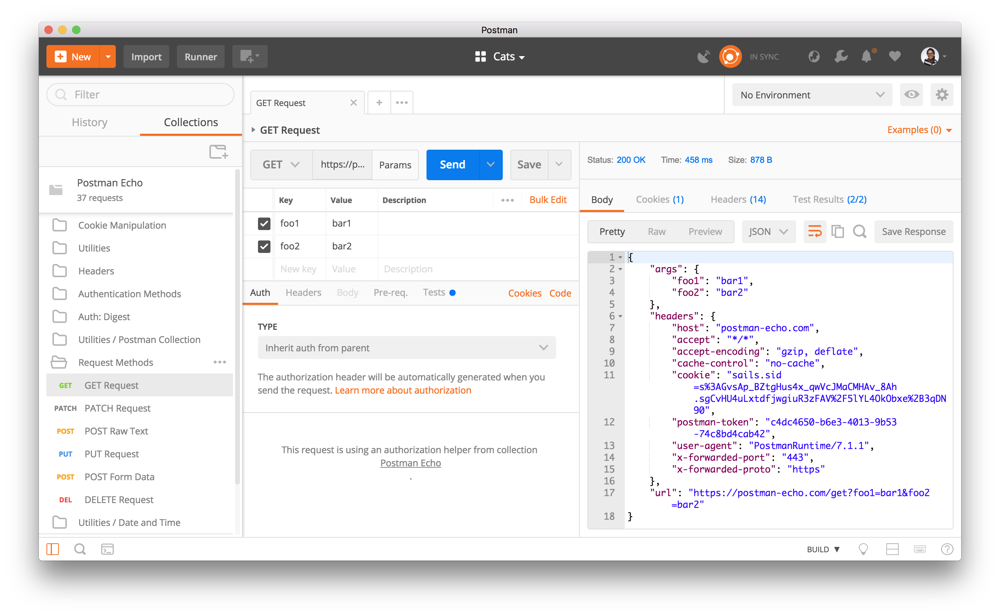 Postman
New
Import
Runner
Cats
IN SYNC
Filter
History
Collections
Postman Echo
37 requests
Cookie Manipulation
Utilities
Headers
Authentication Methods
Auth: Digest
Utilities / Postman Collection
Request Methods
GET GET Request
PATCH PATCH Request
POST POST Raw Text
PUT PUT Request
POST POST Form Data
DEL DELETE Request
Utilities / Date and Time
GET Request
No Environment
GET Request
Examples (0)
GET
https://p...
Params
Send
Save
Key Value Description Bulk Edit
foo1 bar1
foo2 bar2
New key Value Description
Auth Headers Body Pre-req. Tests Cookies Code
TYPE
Inherit auth from parent
The authorization header will be automatically generated when you
send the request. Learn more about authorization
This request is using an authorization helper from collection
Postman Echo
.
Status: 200 OK Time: 458 ms Size: 878 B
Body Cookies (1) Headers (14) Test Results (2/2)
Pretty Raw Preview JSON Save Response
1 {
2 "args": {
3 "foo1": "bar1",
4 "foo2": "bar2"
5 },
6 "headers": {
7 "host": "postman-echo.com",
8 "accept": "*/*",
9 "accept-encoding": "gzip, deflate",
10 "cache-control": "no-cache",
11 "cookie": "sails.sid
=s%3AGvsAp_BZtgHus4x_qwVcJMaCMHAv_8Ah
.sgCvHU4uLxtdfjwgiuR3zFAV%2F5lYL4OkObxe%2B3qDN
90",
12 "postman-token": "c4dc4650-b6e3-4013-9b53
-74c8bd4cab42",
13 "user-agent": "PostmanRuntime/7.1.1",
14 "x-forwarded-port": "443",
15 "x-forwarded-proto": "https"
16 },
17 "url": "https://postman-echo.com/get?foo1=bar1&foo2
=bar2"
18 }
BUILD